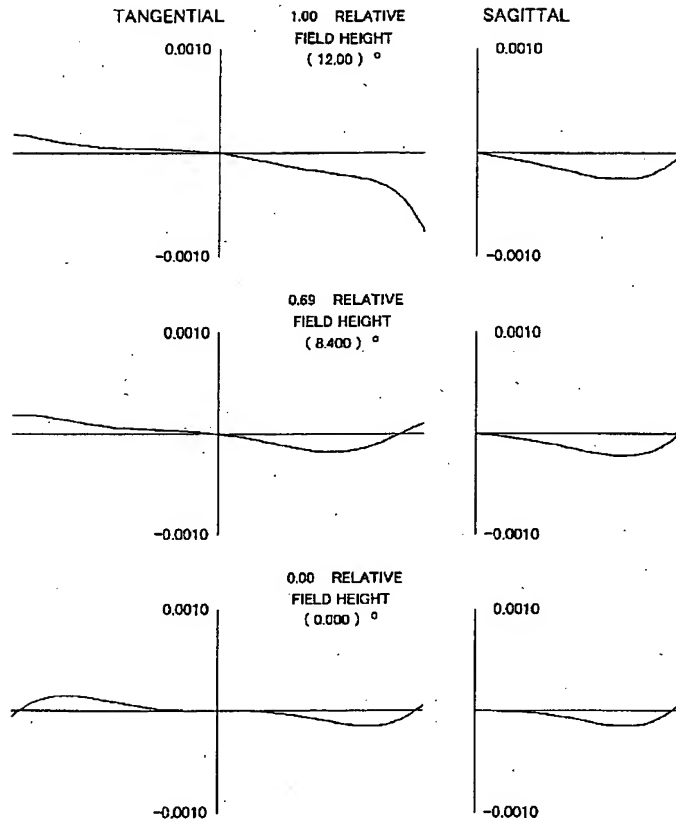 TANGENTIAL
1.00 RELATIVE
FIELD HEIGHT
( 12.00 ) °
SAGITTAL
0.0010
0.0010
-0.0010
-0.0010
0.69 RELATIVE
FIELD HEIGHT
( 8.400 ) °
0.0010
0.0010
-0.0010
-0.0010
0.00 RELATIVE
FIELD HEIGHT
( 0.000 ) °
0.0010
0.0010
-0.0010
-0.0010